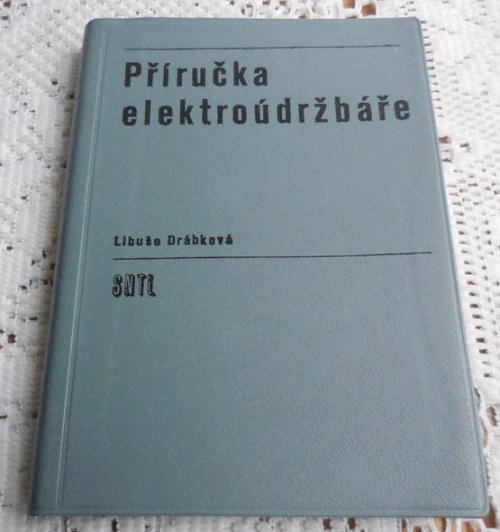 Příručka
elektroúdržbáře
Libuše Drábková
SNTL